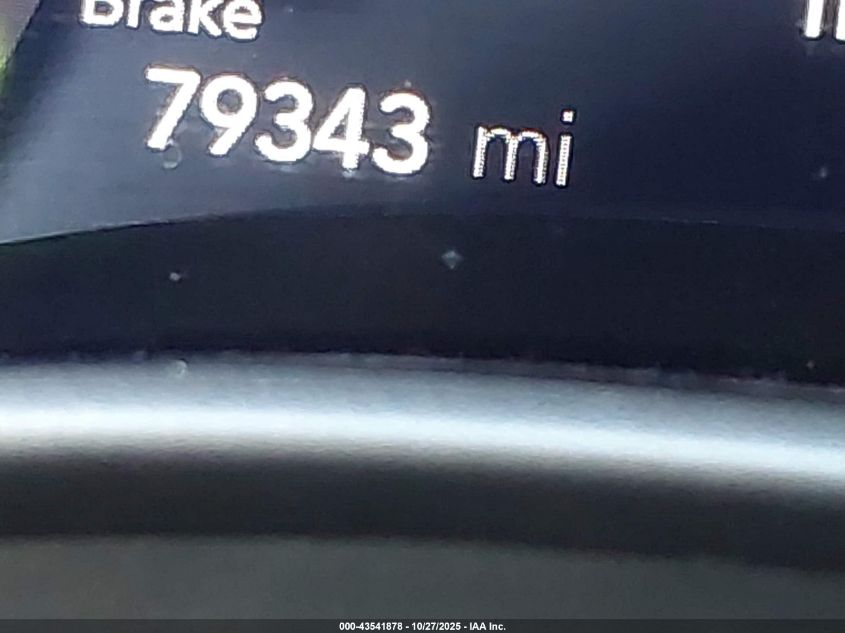 Brake
79343 mi
000-43541878 - 10/27/2025 - IAA Inc.